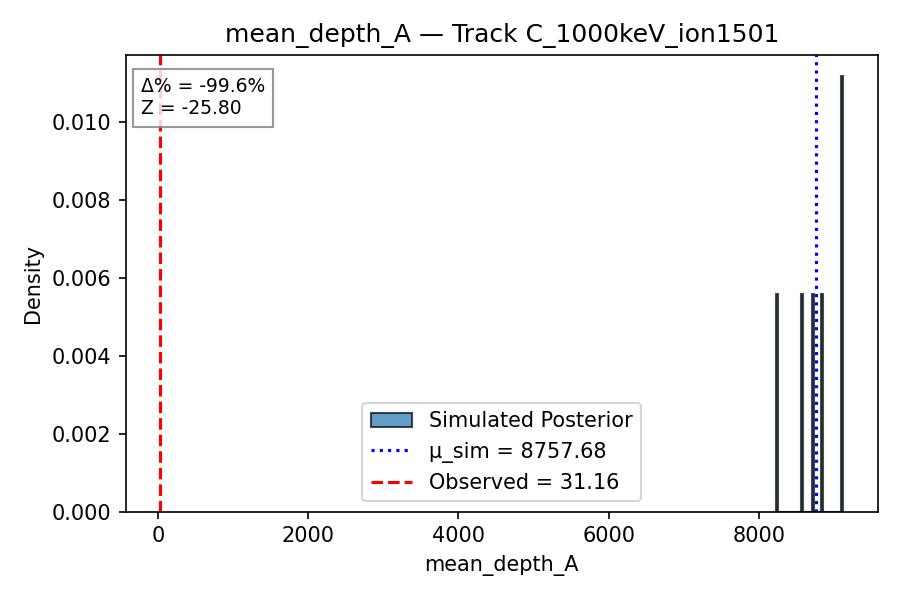 mean_depth_A — Track C_1000keV_ion1501
Δ% = -99.6%
Z = -25.80
Density
0.010
0.008
0.006
0.004
0.002
0.000
Simulated Posterior
μ_sim = 8757.68
Observed = 31.16
0 2000 4000 6000 8000
mean_depth_A